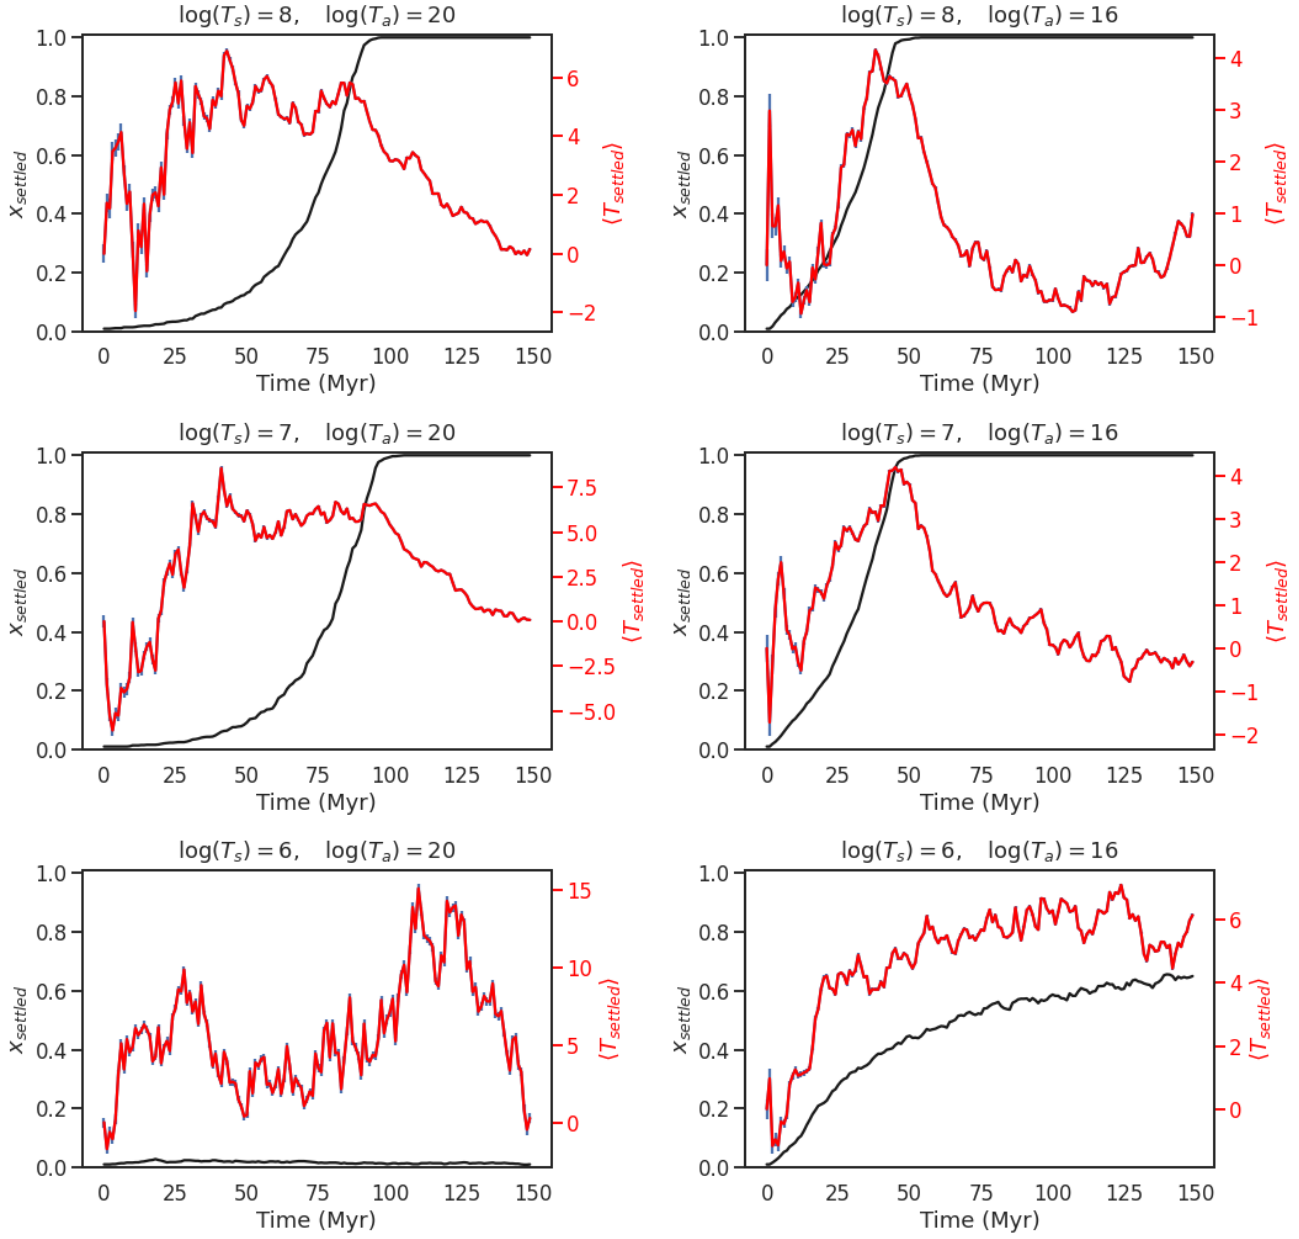 log(T_s) = 8,   log(T_a) = 20
1.0
0.8
0.6
0.4
0.2
0.0
x_settled
6
4
2
0
−2
⟨T_settled⟩
0 25 50 75 100 125 150
Time (Myr)
log(T_s) = 8,   log(T_a) = 16
1.0
0.8
0.6
0.4
0.2
0.0
x_settled
4
3
2
1
0
−1
⟨T_settled⟩
0 25 50 75 100 125 150
Time (Myr)
log(T_s) = 7,   log(T_a) = 20
1.0
0.8
0.6
0.4
0.2
0.0
x_settled
7.5
5.0
2.5
0.0
−2.5
−5.0
⟨T_settled⟩
0 25 50 75 100 125 150
Time (Myr)
log(T_s) = 7,   log(T_a) = 16
1.0
0.8
0.6
0.4
0.2
0.0
x_settled
4
3
2
1
0
−1
−2
⟨T_settled⟩
0 25 50 75 100 125 150
Time (Myr)
log(T_s) = 6,   log(T_a) = 20
1.0
0.8
0.6
0.4
0.2
0.0
x_settled
15
10
5
0
⟨T_settled⟩
0 25 50 75 100 125 150
Time (Myr)
log(T_s) = 6,   log(T_a) = 16
1.0
0.8
0.6
0.4
0.2
0.0
x_settled
6
4
2
0
⟨T_settled⟩
0 25 50 75 100 125 150
Time (Myr)